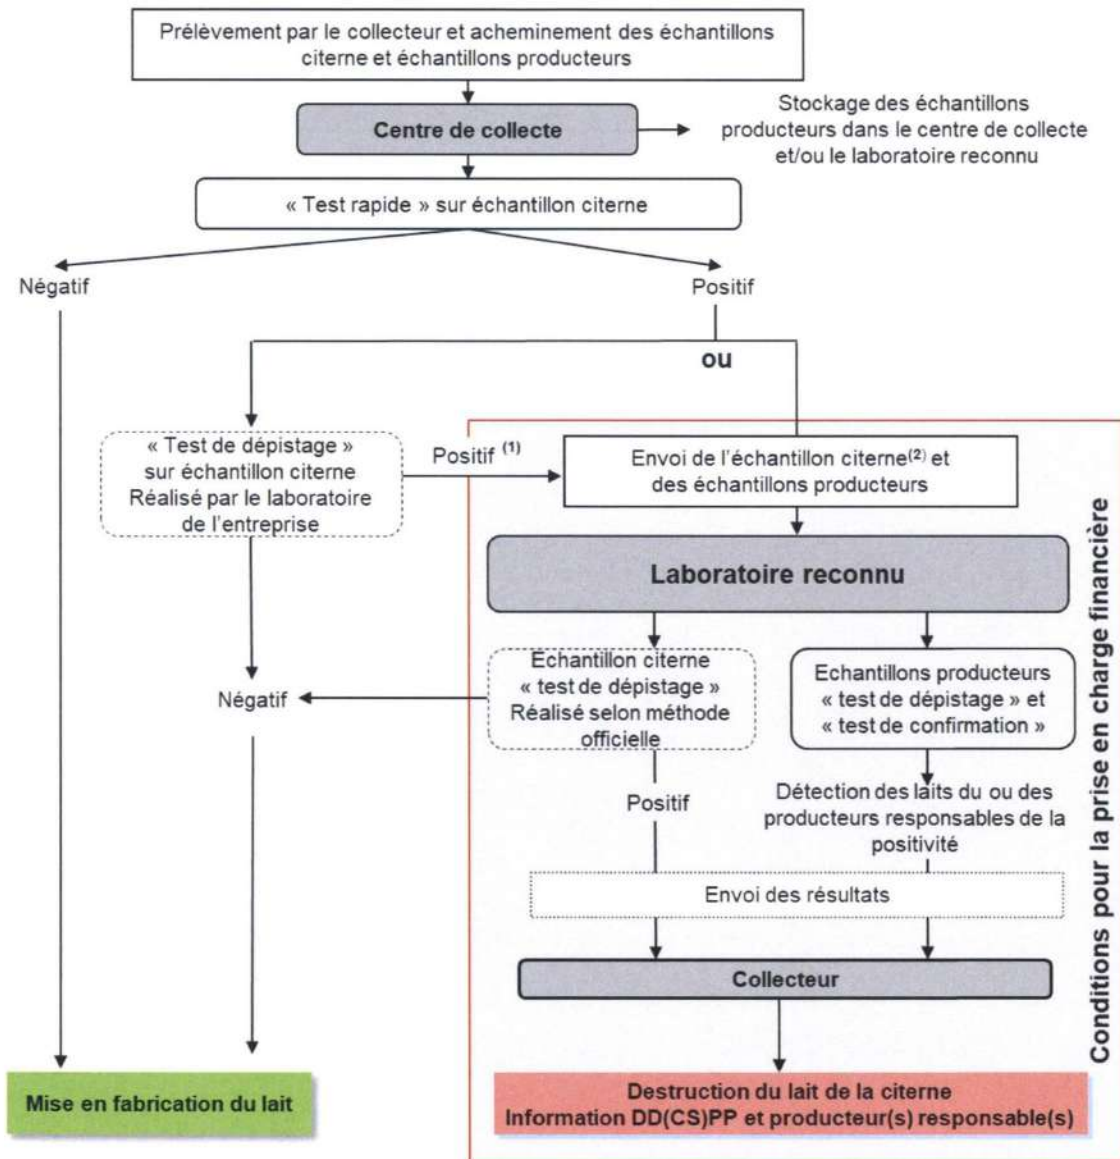 Prélèvement par le collecteur et acheminement des échantillons
citerne et échantillons producteurs
Centre de collecte
Stockage des échantillons
producteurs dans le centre de collecte
et/ou le laboratoire reconnu
« Test rapide » sur échantillon citerne
Négatif
Positif
ou
« Test de dépistage »
sur échantillon citerne
Réalisé par le laboratoire
de l’entreprise
Positif (1)
Envoi de l’échantillon citerne(2) et
des échantillons producteurs
Laboratoire reconnu
Echantillon citerne
« test de dépistage »
Réalisé selon méthode
officielle
Echantillons producteurs
« test de dépistage » et
« test de confirmation »
Négatif
Positif
Détection des laits du ou des
producteurs responsables de la
positivité
Envoi des résultats
Collecteur
Conditions pour la prise en charge financière
Mise en fabrication du lait
Destruction du lait de la citerne
Information DD(CS)PP et producteur(s) responsable(s)